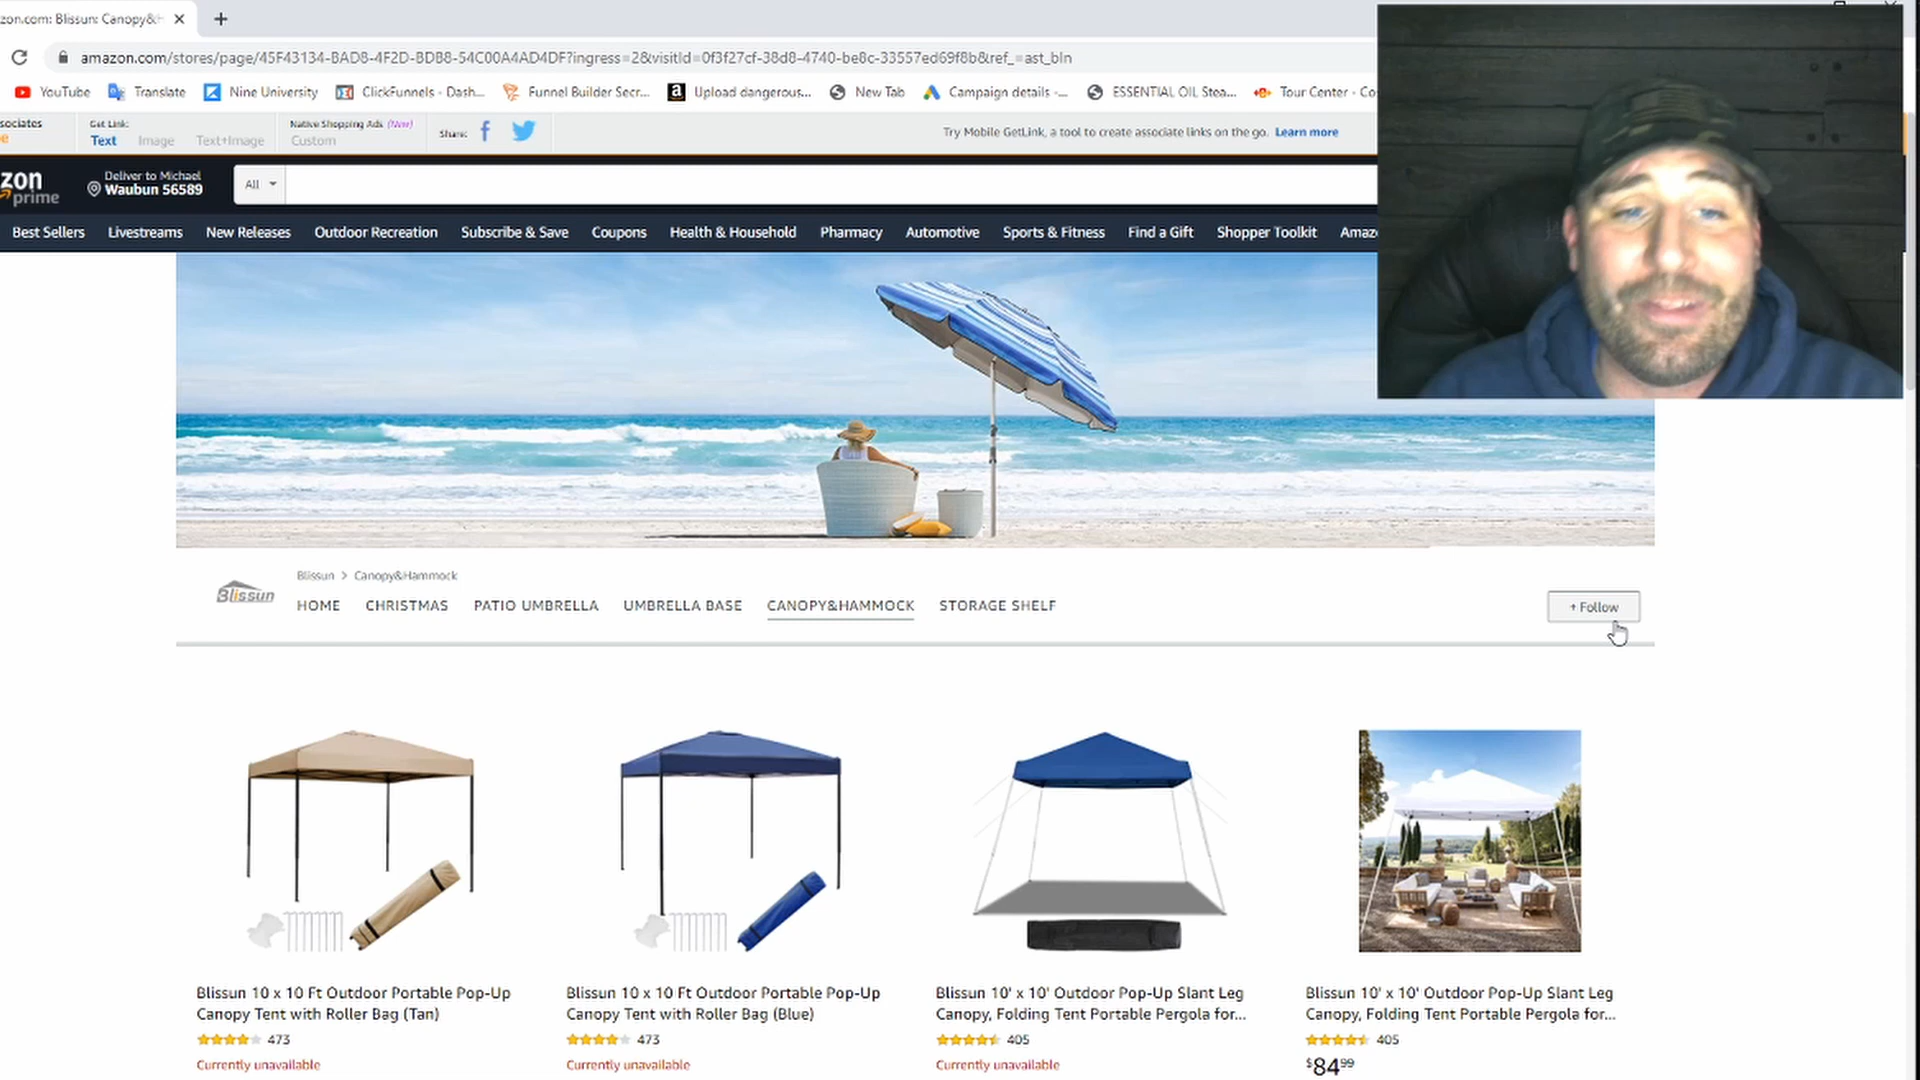 zon.com: Blissun: Canopy&H
amazon.com/stores/page/45F43134-BAD8-4F2D-BDB8-54C00A4AD4DF?ingress=2&visitId=0f3f27cf-38d8-4740-be8c-33557ed69f8b&ref_=ast_bln
YouTube Translate Nine University ClickFunnels - Dash... Funnel Builder Secr... Upload dangerous... New Tab Campaign details -... ESSENTIAL OIL Stea... Tour Center - Co
sociates Get Link: Native Shopping Ads (New) Share:
Text Image Text+Image Custom
Try Mobile GetLink, a tool to create associate links on the go. Learn more
zon prime
Deliver to Michael
Waubun 56589
All
Best Sellers Livestreams New Releases Outdoor Recreation Subscribe & Save Coupons Health & Household Pharmacy Automotive Sports & Fitness Find a Gift Shopper Toolkit Amaz
Blissun
Blissun > Canopy&Hammock
HOME CHRISTMAS PATIO UMBRELLA UMBRELLA BASE CANOPY&HAMMOCK STORAGE SHELF
+ Follow
Blissun 10 x 10 Ft Outdoor Portable Pop-Up
Canopy Tent with Roller Bag (Tan)
473
Currently unavailable
Blissun 10 x 10 Ft Outdoor Portable Pop-Up
Canopy Tent with Roller Bag (Blue)
473
Currently unavailable
Blissun 10' x 10' Outdoor Pop-Up Slant Leg
Canopy, Folding Tent Portable Pergola for...
405
Currently unavailable
Blissun 10' x 10' Outdoor Pop-Up Slant Leg
Canopy, Folding Tent Portable Pergola for...
405
$84.99